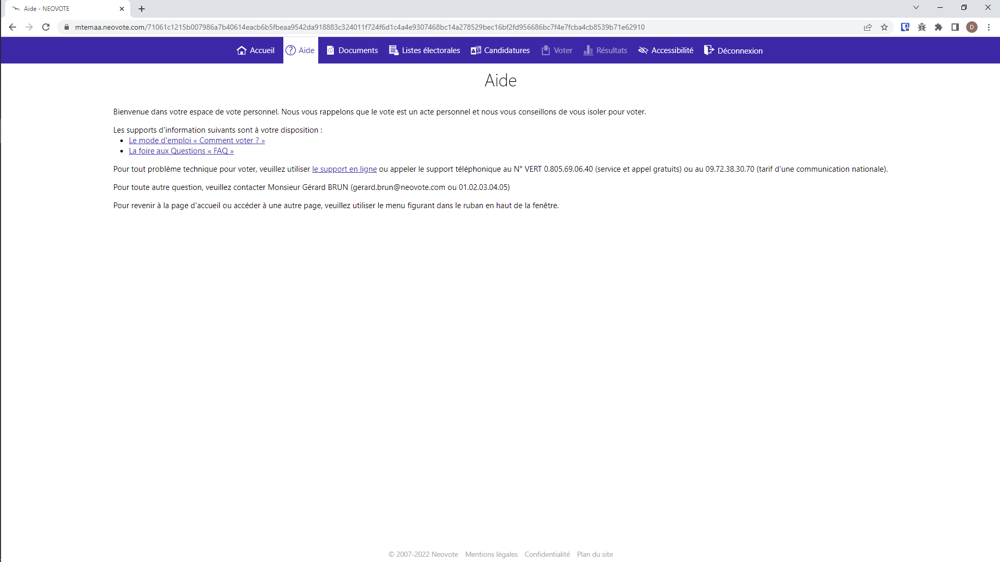 Aide - NEOVOTE
mtemaa.neovote.com/71061c1215b007986a7b40614eacb6b5fbeaa9542da918883c324011f724f6d1c4a4e9307468bc14a278529bec16bf2fd956686bc7f4e7fcba4cb8539b71e62910
D
Accueil Aide Documents Listes électorales Candidatures Voter Résultats Accessibilité Déconnexion
Aide
Bienvenue dans votre espace de vote personnel. Nous vous rappelons que le vote est un acte personnel et nous vous conseillons de vous isoler pour voter.
Les supports d'information suivants sont à votre disposition :
• Le mode d'emploi « Comment voter ? »
• La foire aux Questions « FAQ »
Pour tout problème technique pour voter, veuillez utiliser le support en ligne ou appeler le support téléphonique au N° VERT 0.805.69.06.40 (service et appel gratuits) ou au 09.72.38.30.70 (tarif d'une communication nationale).
Pour toute autre question, veuillez contacter Monsieur Gérard BRUN (gerard.brun@neovote.com ou 01.02.03.04.05)
Pour revenir à la page d'accueil ou accéder à une autre page, veuillez utiliser le menu figurant dans le ruban en haut de la fenêtre.
© 2007-2022 Neovote Mentions légales Confidentialité Plan du site